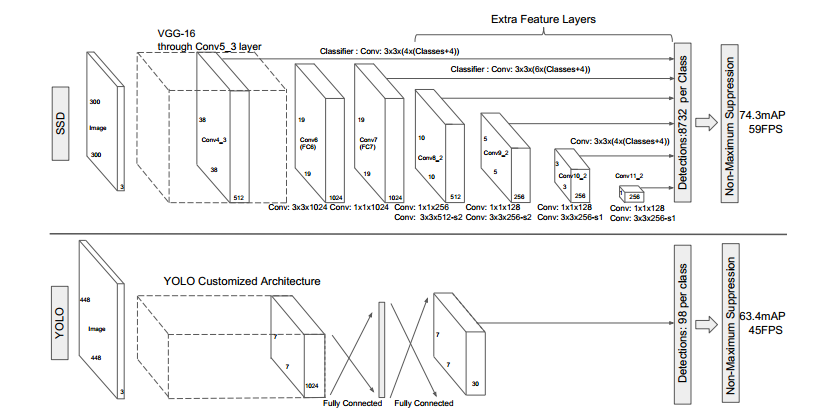 Extra Feature Layers
VGG-16
through Conv5_3 layer
Classifier : Conv: 3x3x(4x(Classes+4))
Classifier : Conv: 3x3x(6x(Classes+4))
Conv: 3x3x(4x(Classes+4))
SSD
300
Image
300
3
38
Conv4_3
38
512
19
Conv6
(FC6)
19
1024
19
Conv7
(FC7)
19
1024
10
Conv8_2
10
512
5
Conv9_2
5
256
3
Conv10_2
3
256
Conv11_2
1
256
Conv: 3x3x1024
Conv: 1x1x1024
Conv: 1x1x256
Conv: 3x3x512-s2
Conv: 1x1x128
Conv: 3x3x256-s2
Conv: 1x1x128
Conv: 3x3x256-s1
Conv: 1x1x128
Conv: 3x3x256-s1
Detections:8732 per Class
Non-Maximum Suppression
74.3mAP
59FPS
YOLO
448
Image
448
3
YOLO Customized Architecture
7
7
1024
Fully Connected
Fully Connected
7
7
30
Detections: 98 per class
Non-Maximum Suppression
63.4mAP
45FPS